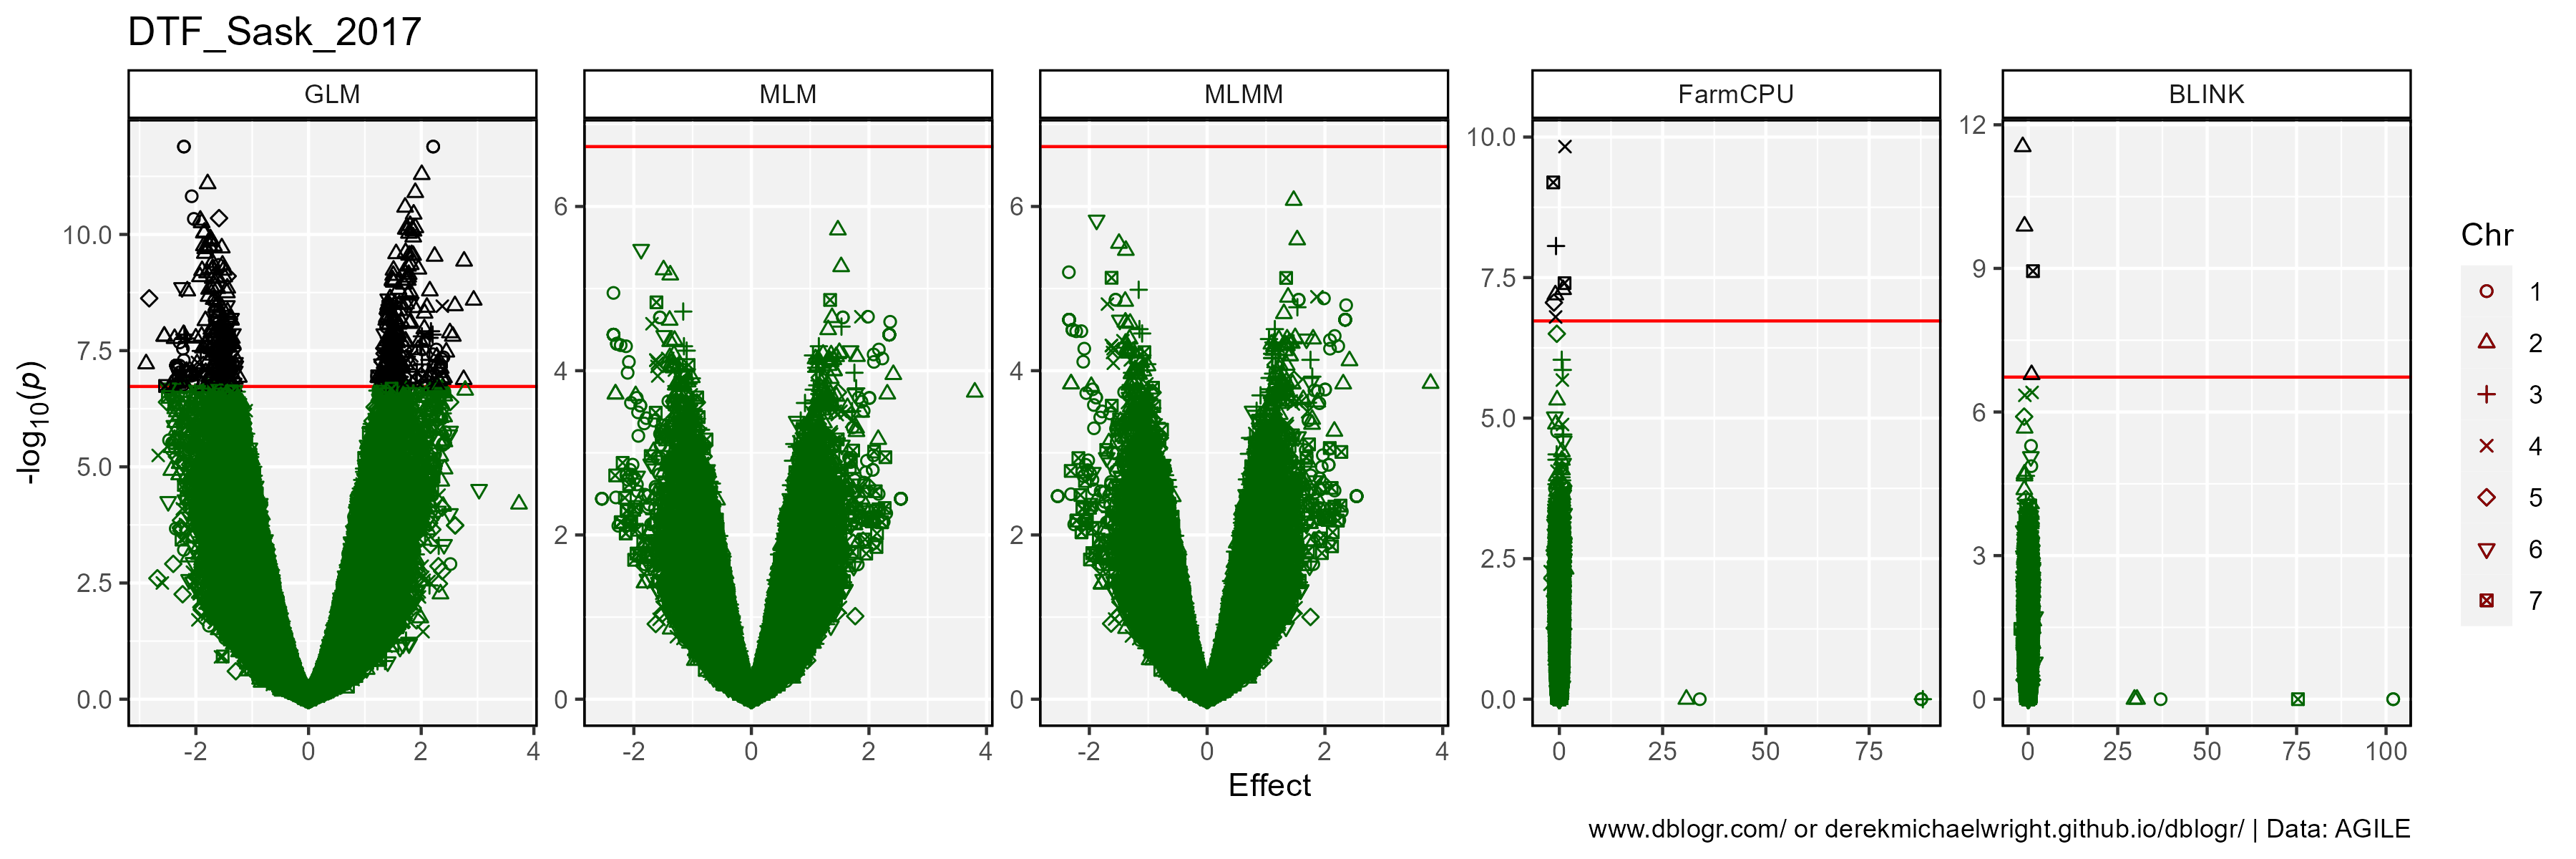 DTF_Sask_2017
GLM
MLM
MLMM
FarmCPU
BLINK
-log10(p)
10.0
7.5
5.0
2.5
0.0
6
4
2
0
6
4
2
0
10.0
7.5
5.0
2.5
0.0
12
9
6
3
0
-2 0 2 4
-2 0 2 4
-2 0 2 4
0 25 50 75
0 25 50 75 100
Effect
Chr
1
2
3
4
5
6
7
www.dblogr.com/ or derekmichaelwright.github.io/dblogr/ | Data: AGILE